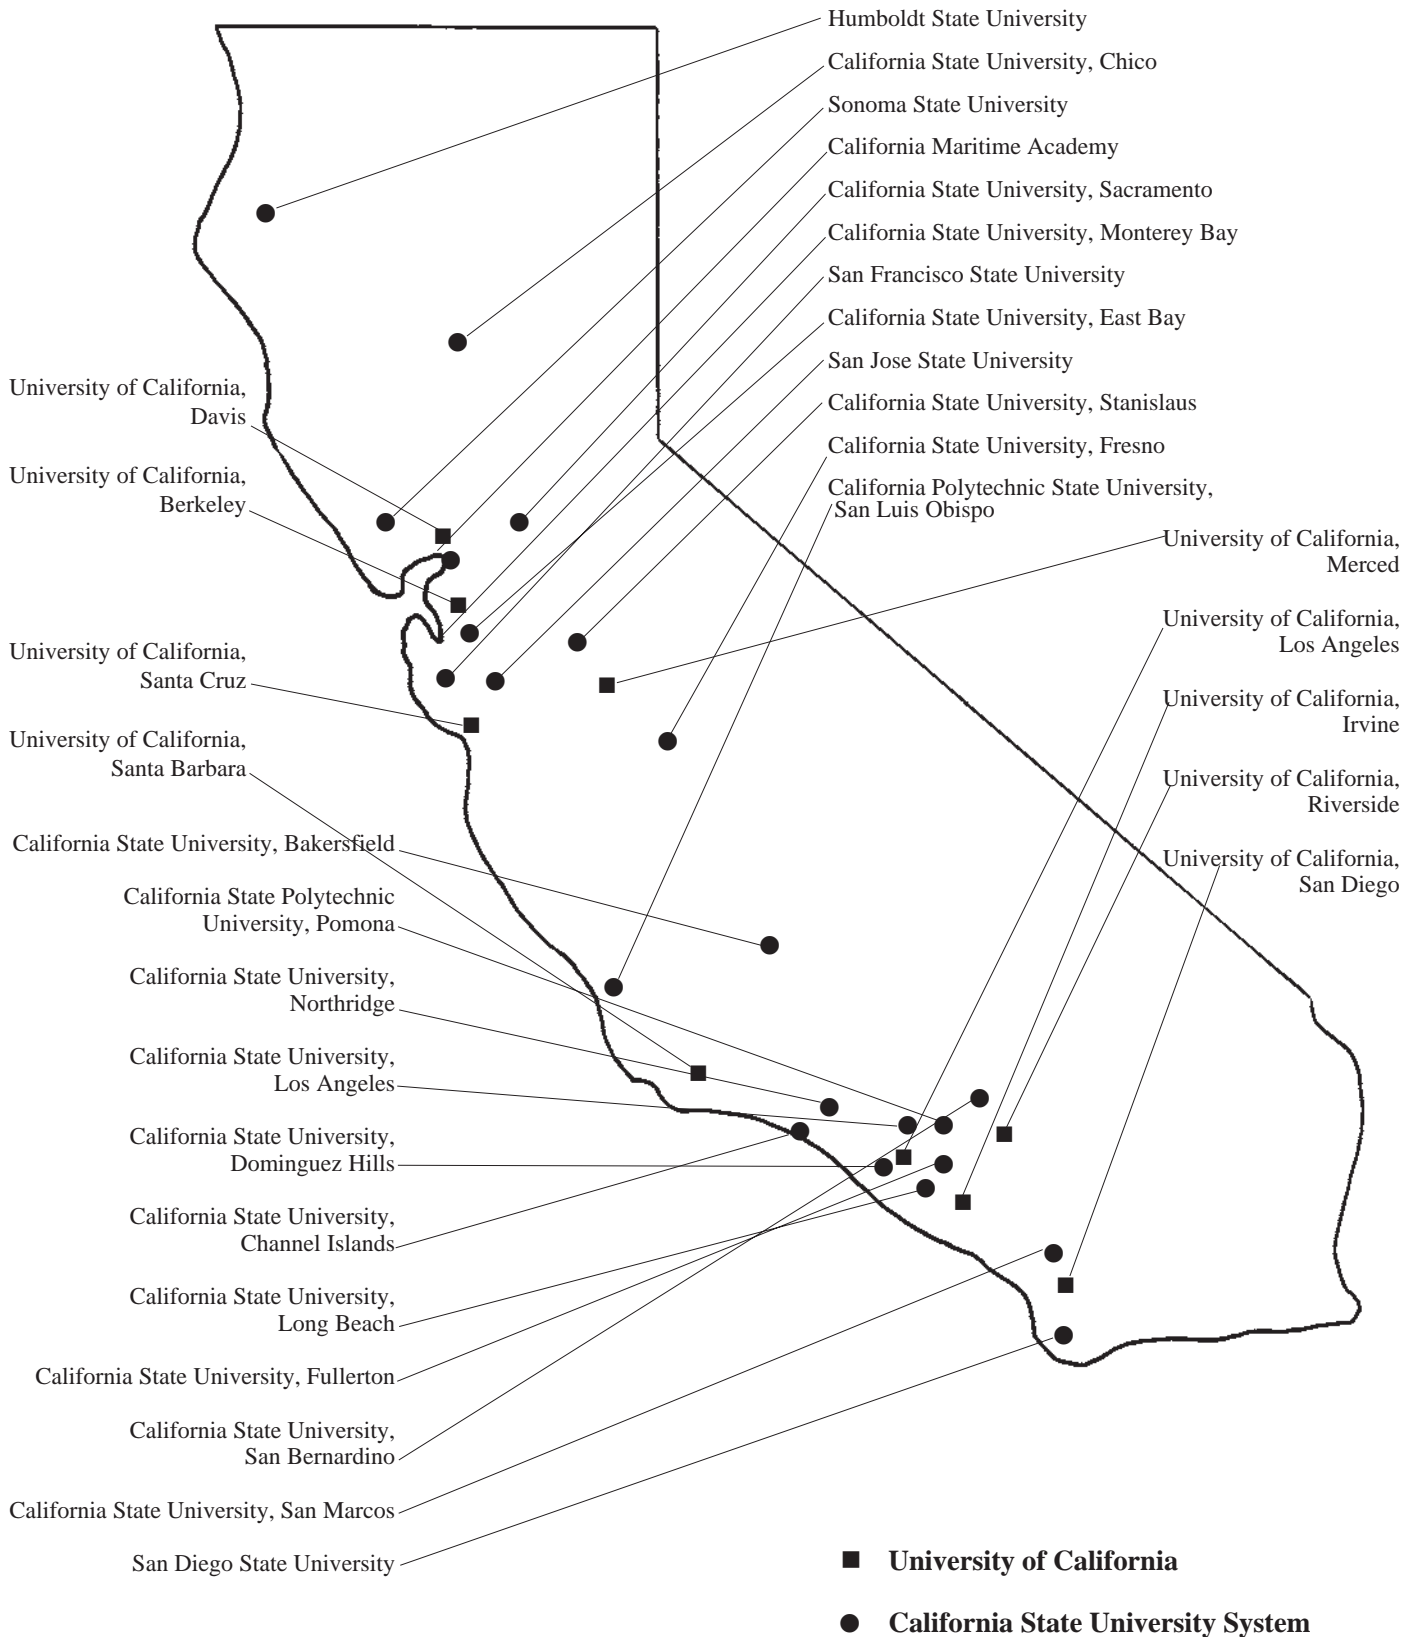 Humboldt State University
California State University, Chico
Sonoma State University
California Maritime Academy
California State University, Sacramento
California State University, Monterey Bay
San Francisco State University
California State University, East Bay
San Jose State University
California State University, Stanislaus
California State University, Fresno
California Polytechnic State University,
San Luis Obispo
University of California,
Davis
University of California,
Berkeley
University of California,
Santa Cruz
University of California,
Santa Barbara
California State University, Bakersfield
California State Polytechnic
University, Pomona
California State University,
Northridge
California State University,
Los Angeles
California State University,
Dominguez Hills
California State University,
Channel Islands
California State University,
Long Beach
California State University, Fullerton
California State University,
San Bernardino
California State University, San Marcos
San Diego State University
University of California,
Merced
University of California,
Los Angeles
University of California,
Irvine
University of California,
Riverside
University of California,
San Diego
University of California
California State University System